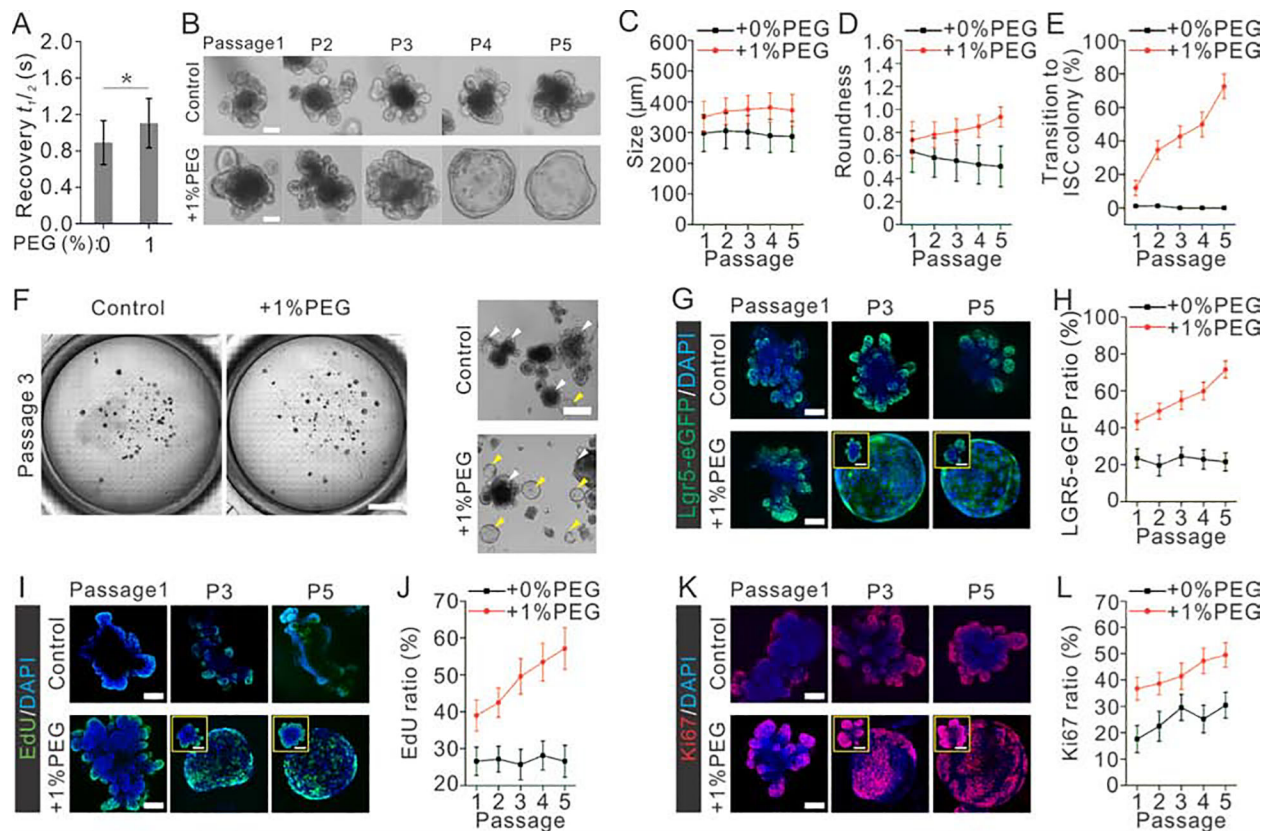 A
Recovery t1/2 (s)
2.0
1.6
1.2
0.8
0.4
0.0
*
PEG (%):0 1
B
Passage1 P2 P3 P4 P5
Control
+1%PEG
C
+0%PEG
+1%PEG
Size (µm)
600
500
400
300
200
100
0
1 2 3 4 5
Passage
D
+0%PEG
+1%PEG
Roundness
1.6
1.4
1.2
1.0
0.8
0.6
0.4
0.2
0.0
1 2 3 4 5
Passage
E
+0%PEG
+1%PEG
Transition to
ISC colony (%)
100
80
60
40
20
0
1 2 3 4 5
Passage
F
Control +1%PEG
Passage 3
Control
+1%PEG
G
Passage1 P3 P5
Lgr5-eGFP/DAPI
Control
+1%PEG
H
+0%PEG
+1%PEG
LGR5-eGFP ratio (%)
100
80
60
40
20
0
1 2 3 4 5
Passage
I
Passage1 P3 P5
EdU/DAPI
Control
+1%PEG
J
+0%PEG
+1%PEG
EdU ratio (%)
70
60
50
40
30
20
1 2 3 4 5
Passage
K
Passage1 P3 P5
Ki67/DAPI
Control
+1%PEG
L
+0%PEG
+1%PEG
Ki67 ratio (%)
70
60
50
40
30
20
10
0
1 2 3 4 5
Passage